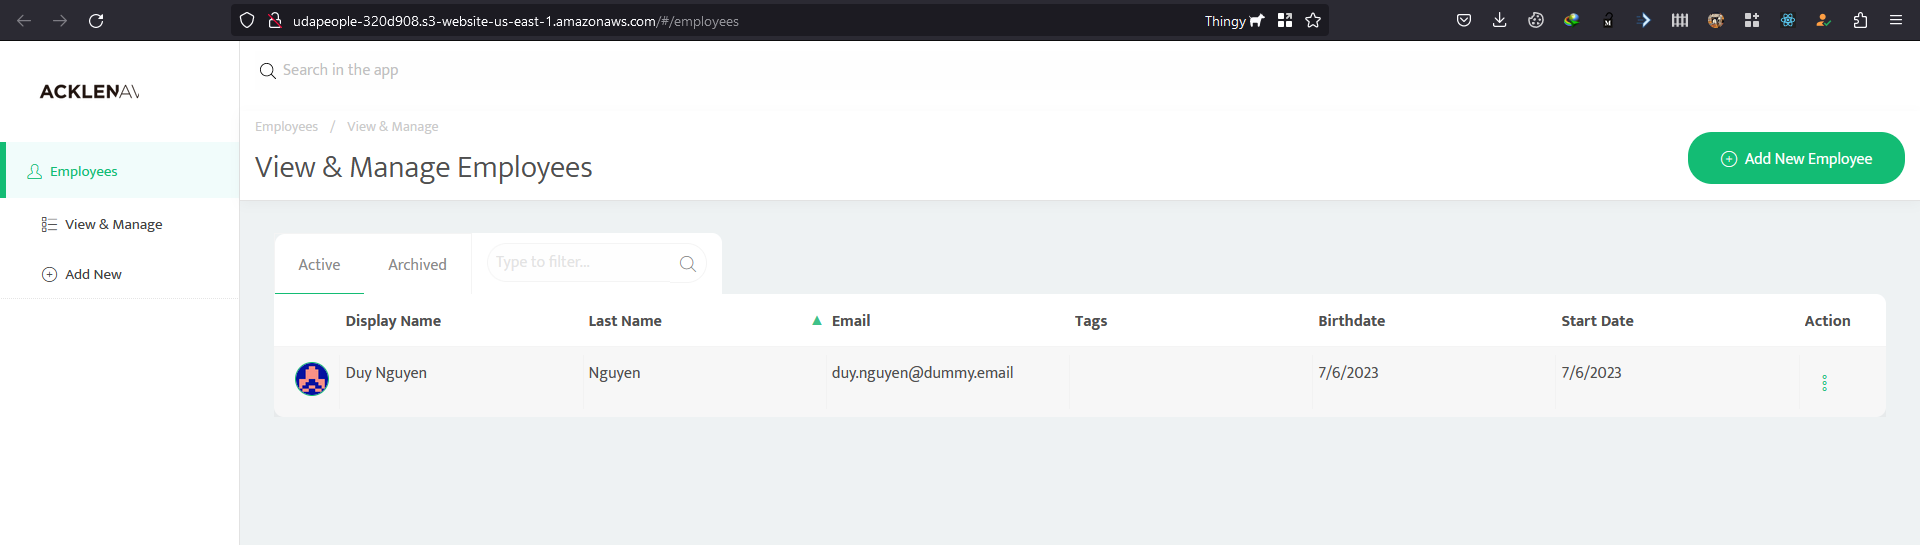 udapeople-320d908.s3-website-us-east-1.amazonaws.com/#/employees
Thingy
ACKLENAV
Search in the app
Employees / View & Manage
View & Manage Employees
Add New Employee
Employees
View & Manage
Add New
Active Archived Type to filter...
Display Name Last Name ▲ Email Tags Birthdate Start Date Action
Duy Nguyen Nguyen duy.nguyen@dummy.email 7/6/2023 7/6/2023